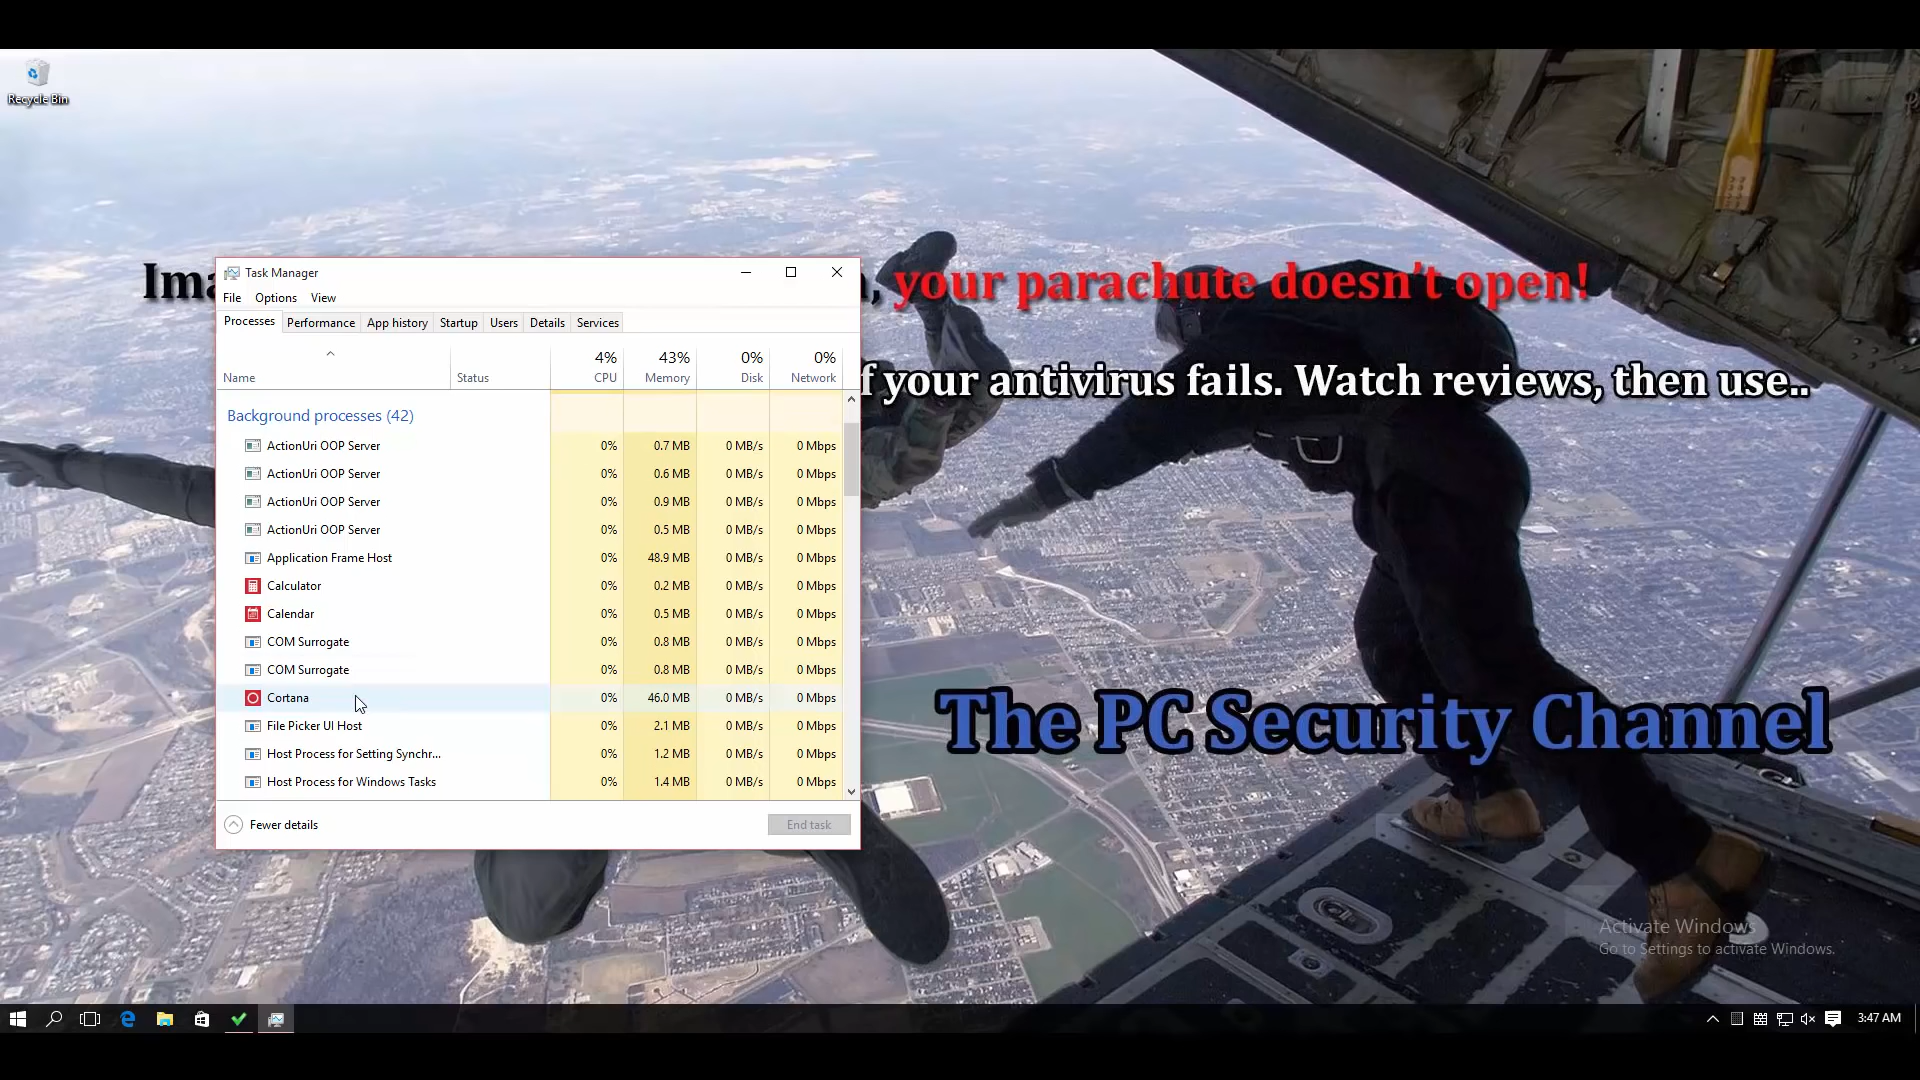 Recycle Bin
Ima
, your parachute doesn't open!
f your antivirus fails. Watch reviews, then use..
The PC Security Channel
Task Manager
File Options View
Processes Performance App history Startup Users Details Services
4% 43% 0% 0%
Name Status CPU Memory Disk Network
Background processes (42)
ActionUri OOP Server 0% 0.7 MB 0 MB/s 0 Mbps
ActionUri OOP Server 0% 0.6 MB 0 MB/s 0 Mbps
ActionUri OOP Server 0% 0.9 MB 0 MB/s 0 Mbps
ActionUri OOP Server 0% 0.5 MB 0 MB/s 0 Mbps
Application Frame Host 0% 48.9 MB 0 MB/s 0 Mbps
Calculator 0% 0.2 MB 0 MB/s 0 Mbps
Calendar 0% 0.5 MB 0 MB/s 0 Mbps
COM Surrogate 0% 0.8 MB 0 MB/s 0 Mbps
COM Surrogate 0% 0.8 MB 0 MB/s 0 Mbps
Cortana 0% 46.0 MB 0 MB/s 0 Mbps
File Picker UI Host 0% 2.1 MB 0 MB/s 0 Mbps
Host Process for Setting Synchr... 0% 1.2 MB 0 MB/s 0 Mbps
Host Process for Windows Tasks 0% 1.4 MB 0 MB/s 0 Mbps
Fewer details End task
Activate Windows
Go to Settings to activate Windows.
3:47 AM